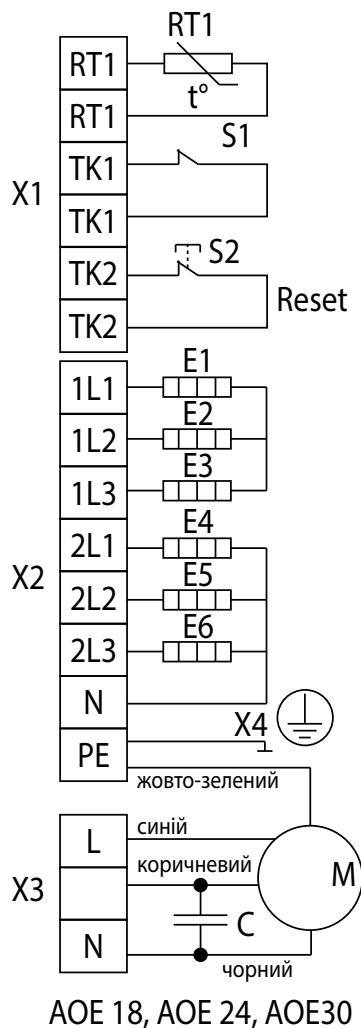 RT1
RT1
t°
RT1
S1
TK1
X1
TK1
S2
TK2
Reset
TK2
E1
1L1
E2
1L2
E3
1L3
E4
2L1
X2
E5
2L2
E6
2L3
N
X4
PE
жовто-зелений
синій
L
коричневий
M
X3
C
N
чорний
AOE 18, AOE 24, AOE30